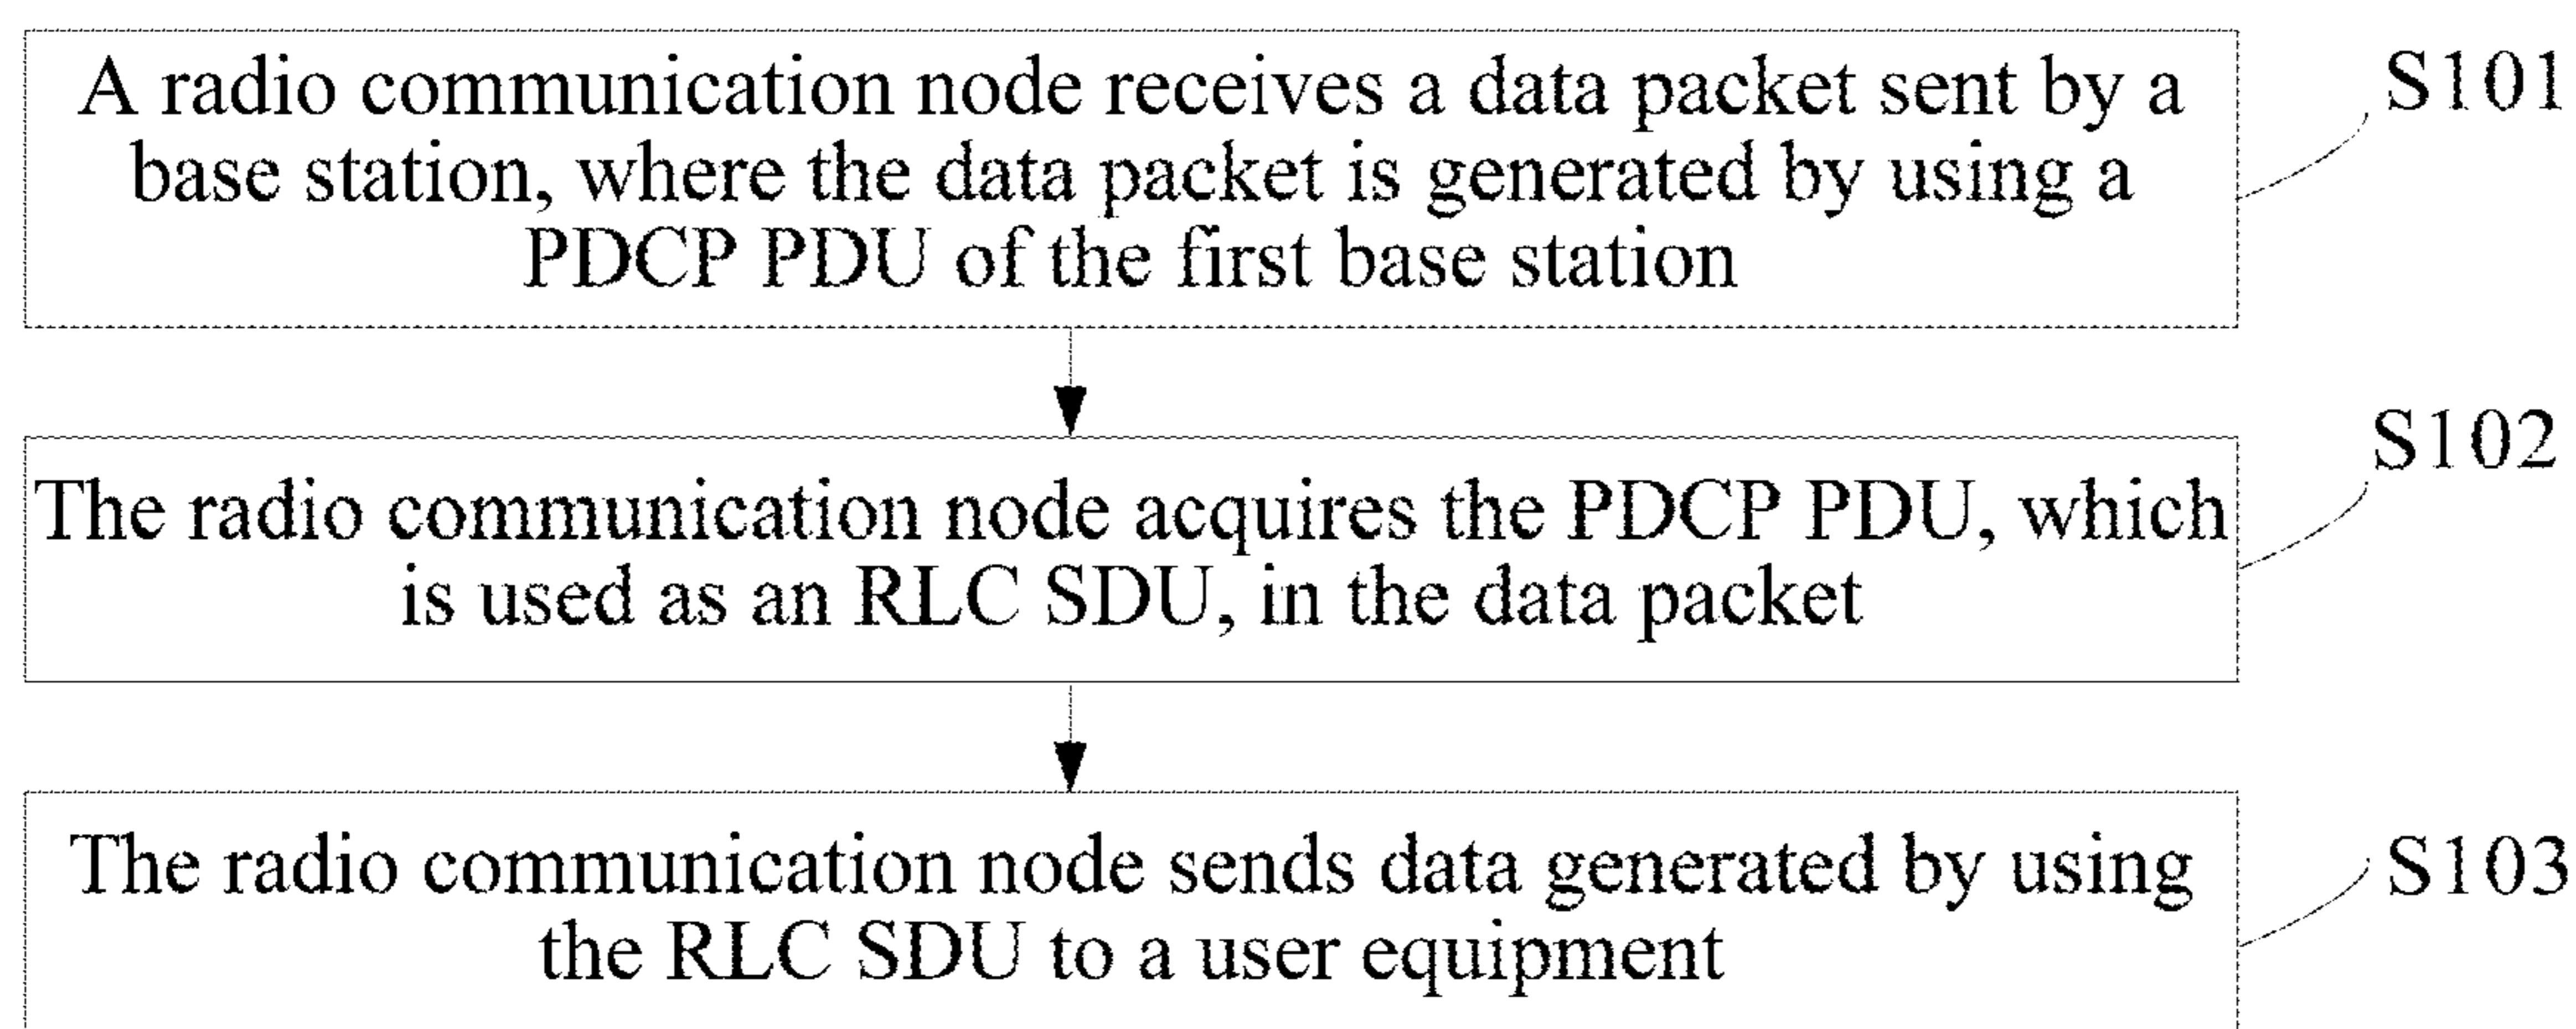 A radio communication node receives a data packet sent by a
base station, where the data packet is generated by using a
PDCP PDU of the first base station
S101
The radio communication node acquires the PDCP PDU, which
is used as an RLC SDU, in the data packet
S102
The radio communication node sends data generated by using
the RLC SDU to a user equipment
S103